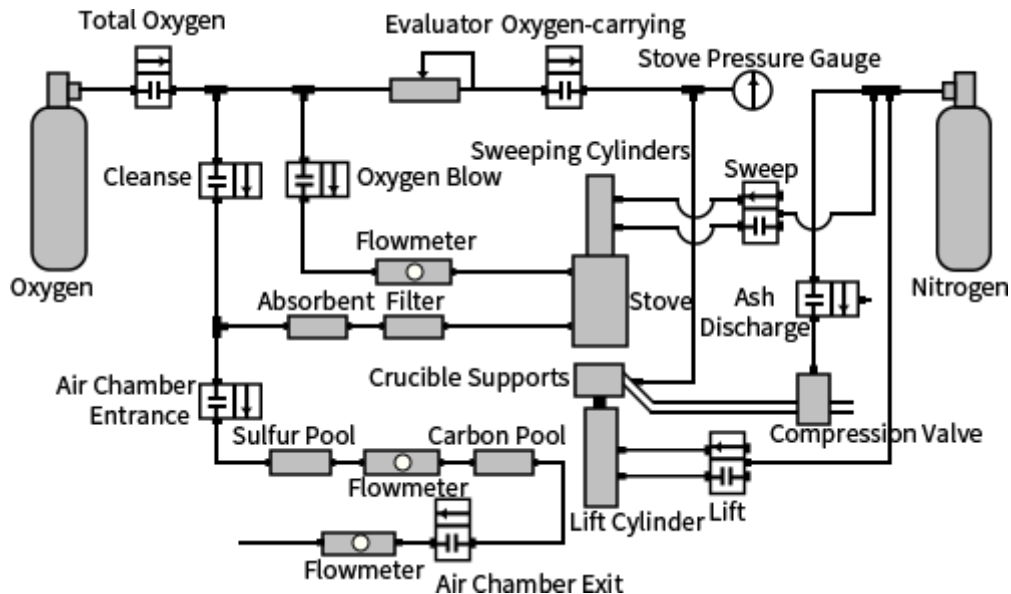 Total Oxygen
Evaluator
Oxygen-carrying
Stove Pressure Gauge
Sweeping Cylinders
Cleanse
Oxygen Blow
Sweep
Flowmeter
Oxygen
Absorbent
Filter
Stove
Ash
Discharge
Nitrogen
Air Chamber
Entrance
Crucible Supports
Sulfur Pool
Carbon Pool
Compression Valve
Flowmeter
Lift Cylinder
Lift
Flowmeter
Air Chamber Exit